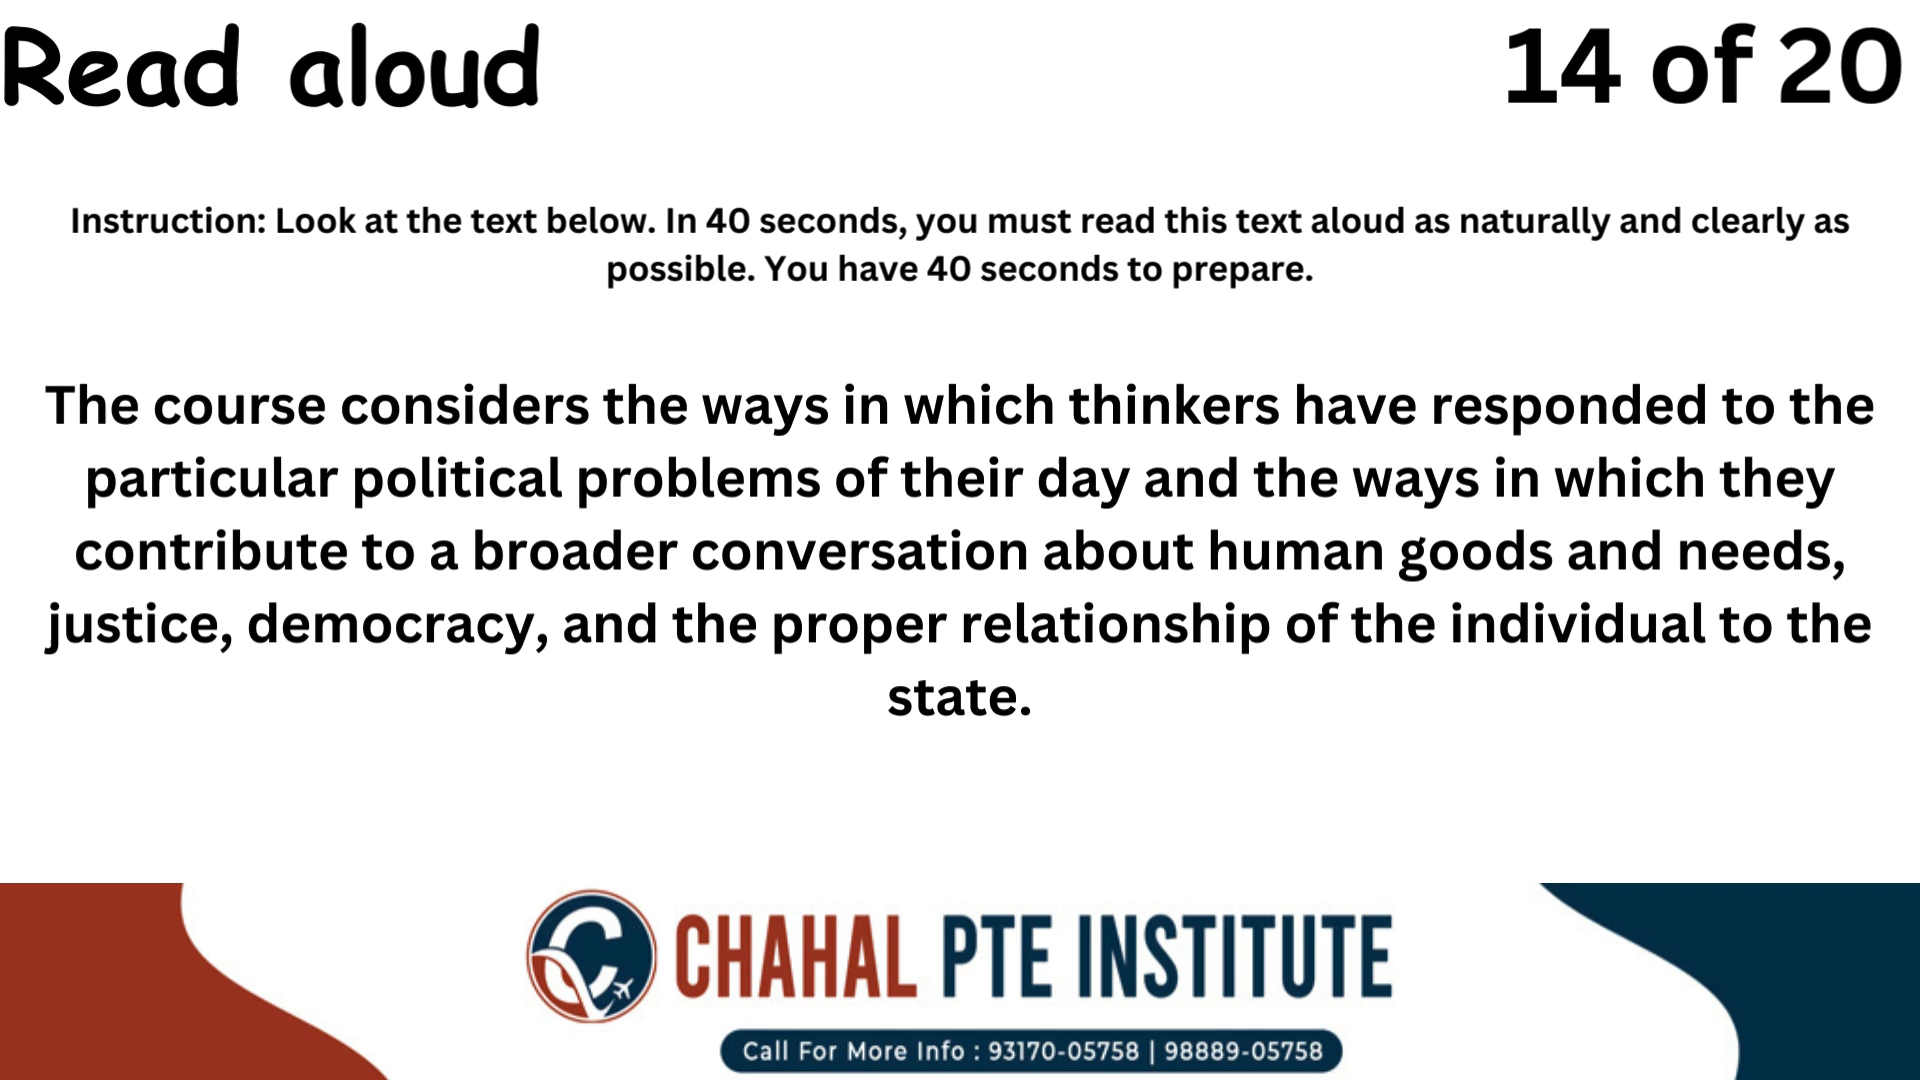 Read aloud
14 of 20
Instruction: Look at the text below. In 40 seconds, you must read this text aloud as naturally and clearly as
possible. You have 40 seconds to prepare.
The course considers the ways in which thinkers have responded to the
particular political problems of their day and the ways in which they
contribute to a broader conversation about human goods and needs,
justice, democracy, and the proper relationship of the individual to the
state.
CHAHAL PTE INSTITUTE
Call For More Info : 93170-05758 | 98889-05758